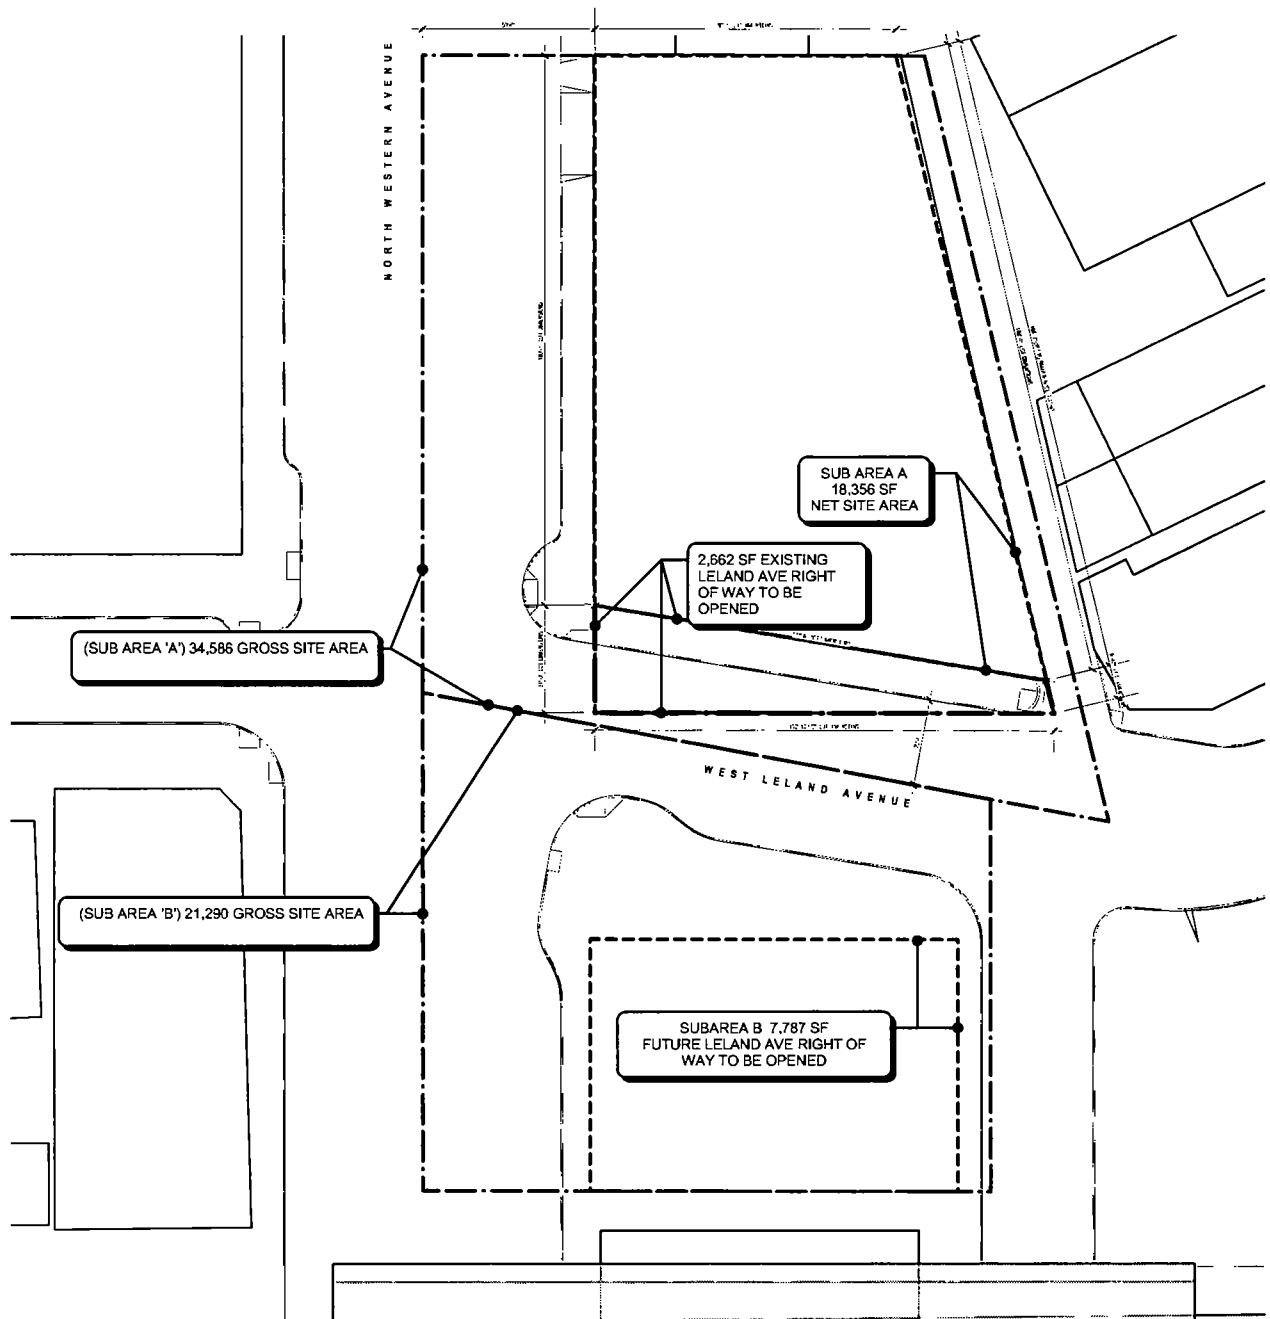 NORTH WESTERN AVENUE
SUB AREA A
18,356 SF
NET SITE AREA
2,662 SF EXISTING
LELAND AVE RIGHT
OF WAY TO BE
OPENED
(SUB AREA 'A') 34,586 GROSS SITE AREA
WEST LELAND AVENUE
(SUB AREA 'B') 21,290 GROSS SITE AREA
SUBAREA B 7,787 SF
FUTURE LELAND AVE RIGHT OF
WAY TO BE OPENED